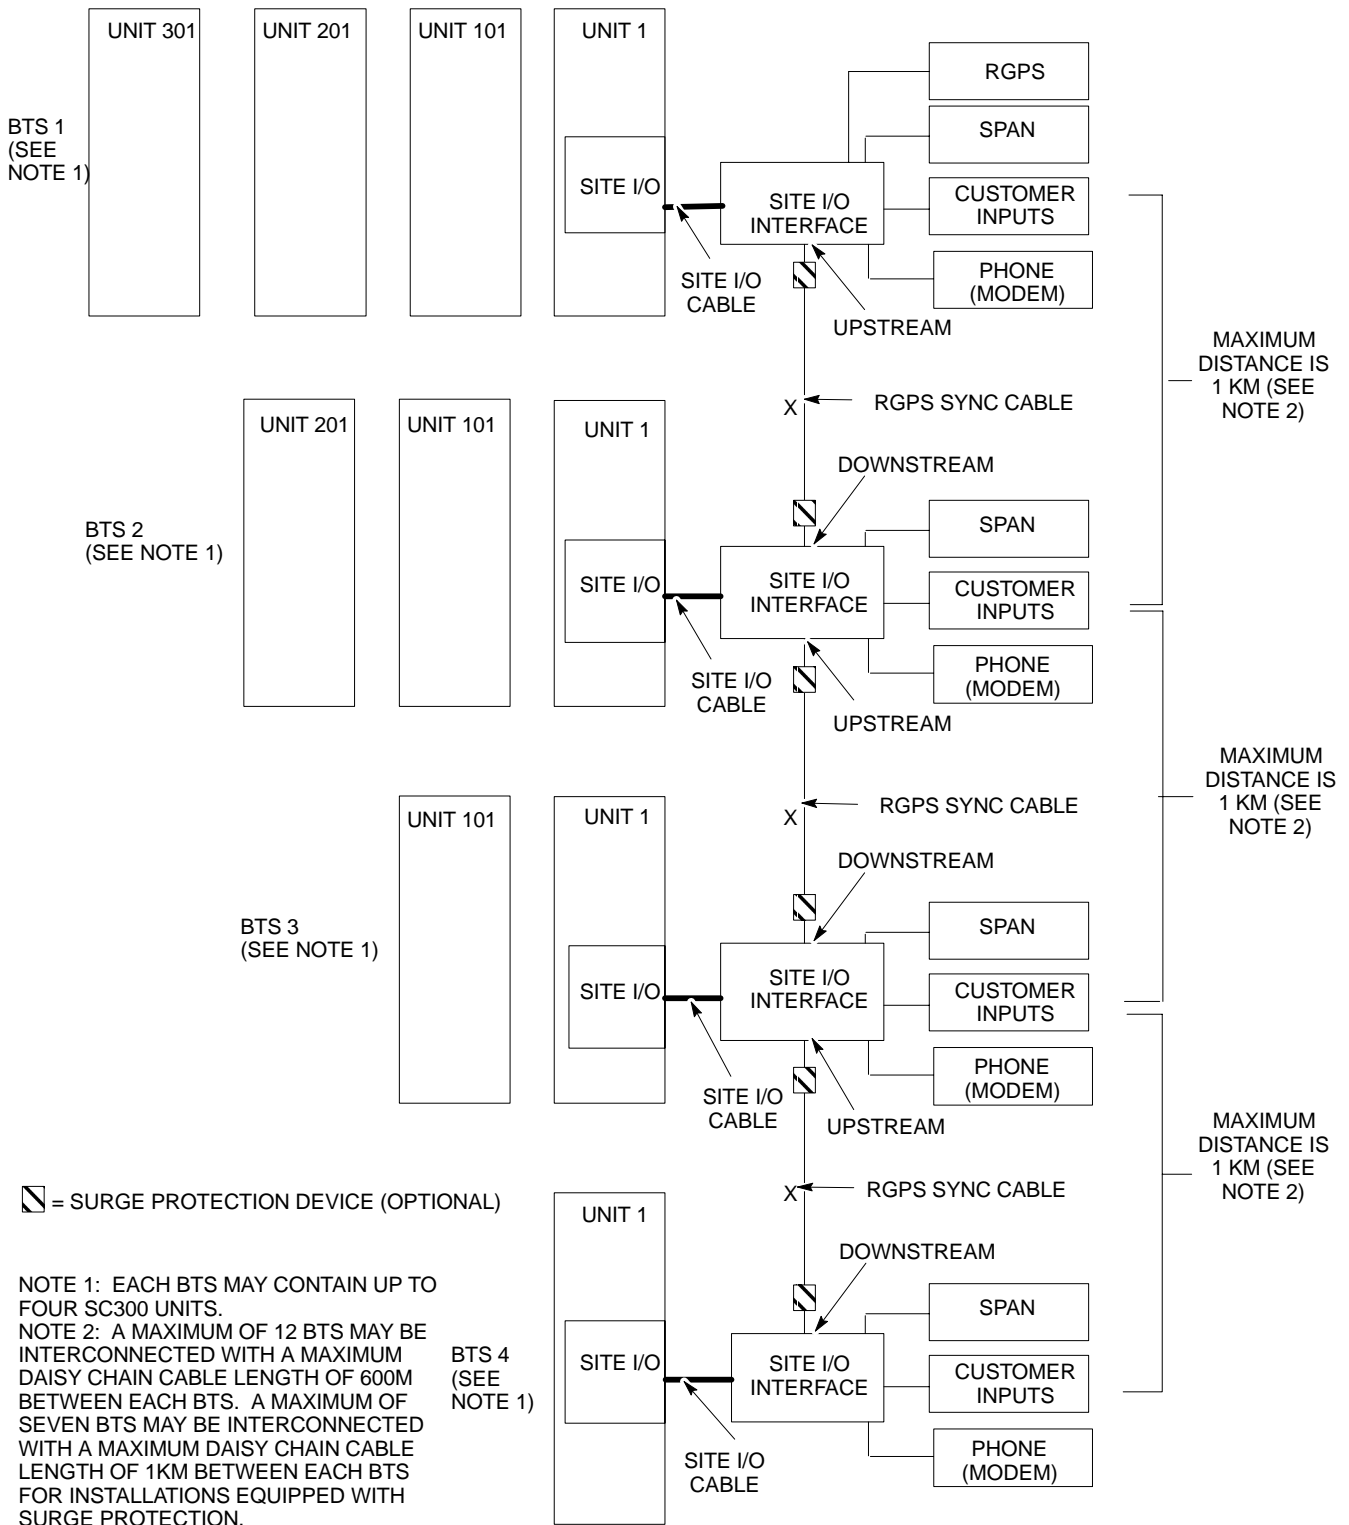 UNIT 301
UNIT 201
UNIT 101
UNIT 1
BTS 1
(SEE
NOTE 1)
SITE I/O
SITE I/O
INTERFACE
SITE I/O
CABLE
RGPS
SPAN
CUSTOMER
INPUTS
PHONE
(MODEM)
UPSTREAM
MAXIMUM
DISTANCE IS
1 KM (SEE
NOTE 2)
X
RGPS SYNC CABLE
UNIT 201
UNIT 101
UNIT 1
DOWNSTREAM
BTS 2
(SEE NOTE 1)
SITE I/O
SITE I/O
INTERFACE
SITE I/O
CABLE
SPAN
CUSTOMER
INPUTS
PHONE
(MODEM)
UPSTREAM
MAXIMUM
DISTANCE IS
1 KM (SEE
NOTE 2)
X
RGPS SYNC CABLE
UNIT 101
UNIT 1
DOWNSTREAM
BTS 3
(SEE NOTE 1)
SITE I/O
SITE I/O
INTERFACE
SITE I/O
CABLE
SPAN
CUSTOMER
INPUTS
PHONE
(MODEM)
UPSTREAM
MAXIMUM
DISTANCE IS
1 KM (SEE
NOTE 2)
X
RGPS SYNC CABLE
= SURGE PROTECTION DEVICE (OPTIONAL)
UNIT 1
DOWNSTREAM
BTS 4
(SEE
NOTE 1)
SITE I/O
SITE I/O
INTERFACE
SITE I/O
CABLE
SPAN
CUSTOMER
INPUTS
PHONE
(MODEM)
NOTE 1: EACH BTS MAY CONTAIN UP TO
FOUR SC300 UNITS.
NOTE 2: A MAXIMUM OF 12 BTS MAY BE
INTERCONNECTED WITH A MAXIMUM
DAISY CHAIN CABLE LENGTH OF 600M
BETWEEN EACH BTS. A MAXIMUM OF
SEVEN BTS MAY BE INTERCONNECTED
WITH A MAXIMUM DAISY CHAIN CABLE
LENGTH OF 1KM BETWEEN EACH BTS
FOR INSTALLATIONS EQUIPPED WITH
SURGE PROTECTION.